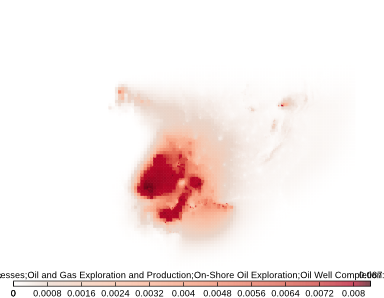 esses;Oil and Gas Exploration and Production;On-Shore Oil Exploration;Oil Well Completion:
0 0.0008 0.0016 0.0024 0.0032 0.004 0.0048 0.0056 0.0064 0.0072 0.008